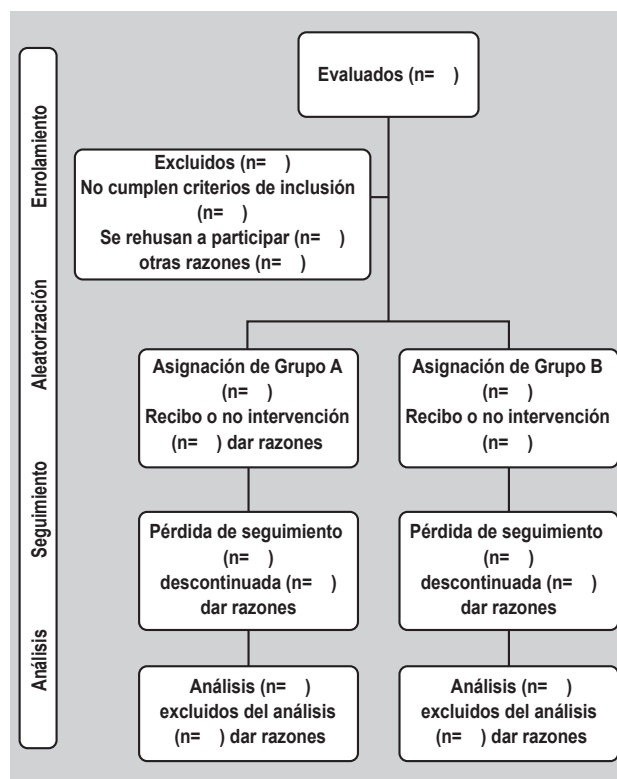 Enrolamiento
Aleatorización
Seguimiento
Análisis
Evaluados (n=   )
Excluidos (n=   )
No cumplen criterios de inclusión
(n=   )
Se rehusan a participar (n=   )
otras razones (n=   )
Asignación de Grupo A
(n=   )
Recibo o no intervención
(n=   ) dar razones
Asignación de Grupo B
(n=   )
Recibo o no intervención
(n=   )
Pérdida de seguimiento
(n=   )
descontinuada (n=   )
dar razones
Pérdida de seguimiento
(n=   )
descontinuada (n=   )
dar razones
Análisis (n=   )
excluidos del análisis
(n=   ) dar razones
Análisis (n=   )
excluidos del análisis
(n=   ) dar razones